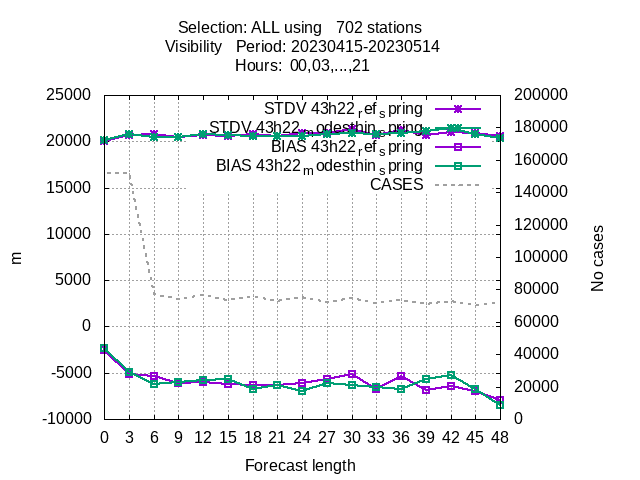 Selection: ALL using 702 stations
Visibility Period: 20230415-20230514
Hours: 00,03,...,21
25000
20000
15000
10000
5000
0
-5000
-10000
m
STDV 43h22_ref_spring
STDV 43h22_modesthin_spring
BIAS 43h22_ref_spring
BIAS 43h22_modesthin_spring
CASES
200000
180000
160000
140000
120000
100000
80000
60000
40000
20000
0
No cases
0 3 6 9 12 15 18 21 24 27 30 33 36 39 42 45 48
Forecast length